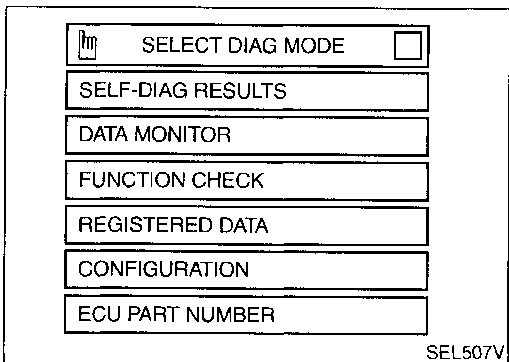 SELECT DIAG MODE
SELF-DIAG RESULTS
DATA MONITOR
FUNCTION CHECK
REGISTERED DATA
CONFIGURATION
ECU PART NUMBER
SEL507V